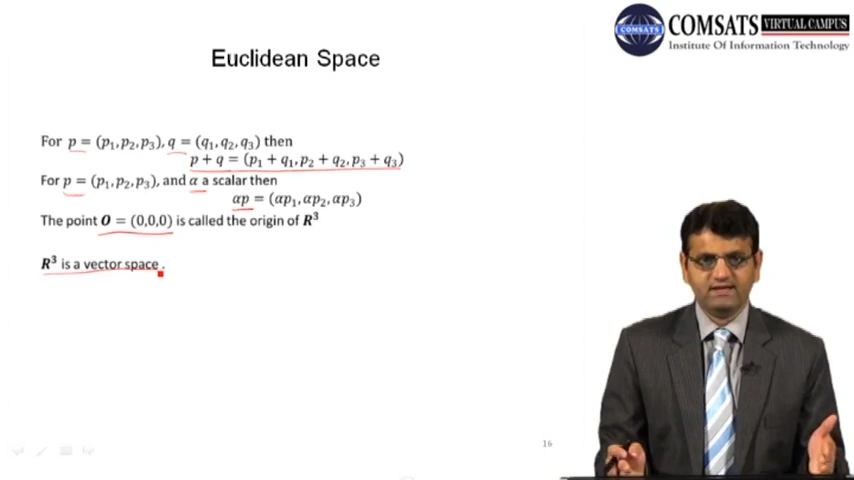 COMSATS VIRTUAL CAMPUS
COMSATS
Institute Of Information Technology
Euclidean Space
For p = (p₁, p₂, p₃), q = (q₁, q₂, q₃) then
p + q = (p₁ + q₁, p₂ + q₂, p₃ + q₃)
For p = (p₁, p₂, p₃), and α a scalar then
αp = (αp₁, αp₂, αp₃)
The point O = (0,0,0) is called the origin of R³
R³ is a vector space .
16